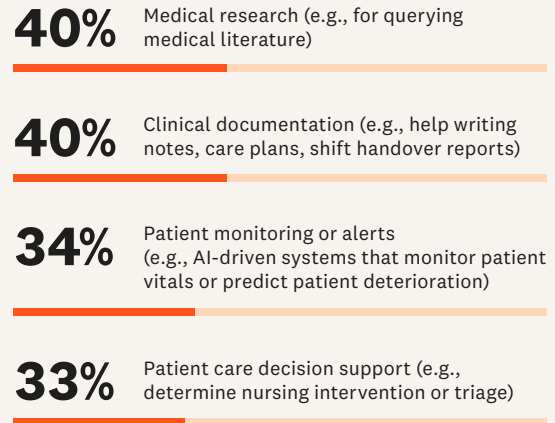 40%
Medical research (e.g., for querying
medical literature)
40%
Clinical documentation (e.g., help writing
notes, care plans, shift handover reports)
34%
Patient monitoring or alerts
(e.g., AI-driven systems that monitor patient
vitals or predict patient deterioration)
33%
Patient care decision support (e.g.,
determine nursing intervention or triage)